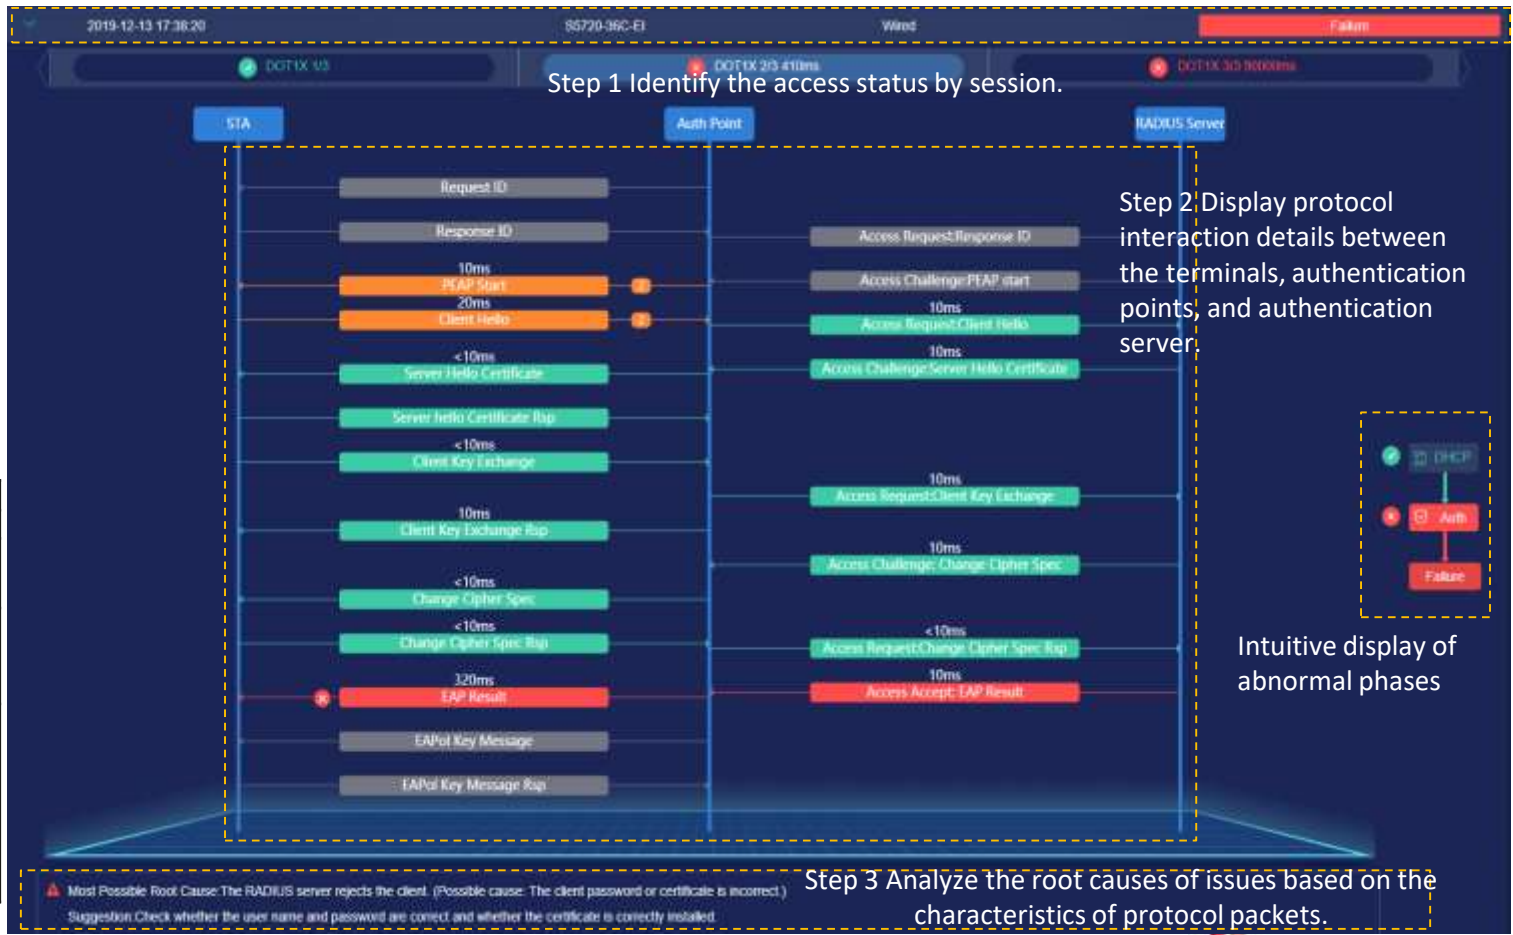 2019-12-13 17:38:20 S5720-36C-EI Wired Failure
DOT1X 1/3 DOT1X 2/3 410ms DOT1X 3/3 90000ms
Step 1 Identify the access status by session.
STA Auth Point RADIUS Server
Request ID
Response ID
Access Request:Response ID
10ms
PEAP Start 2
Access Challenge:PEAP start
20ms
Client Hello 2
10ms
Access Request:Client Hello
<10ms
Server Hello Certificate
10ms
Access Challenge:Server Hello Certificate
Server hello Certificate Rsp
<10ms
Client Key Exchange
10ms
Access Request:Client Key Exchange
10ms
Client Key Exchange Rsp
10ms
Access Challenge: Change Cipher Spec
<10ms
Change Cipher Spec
<10ms
Change Cipher Spec Rsp
<10ms
Access Request:Change Cipher Spec Rsp
320ms
EAP Result
10ms
Access Accept: EAP Result
EAPol Key Message
EAPol Key Message Rsp
Step 2 Display protocol
interaction details between
the terminals, authentication
points, and authentication
server.
DHCP
Auth
Failure
Intuitive display of
abnormal phases
Most Possible Root Cause:The RADIUS server rejects the client. (Possible cause: The client password or certificate is incorrect.)
Suggestion:Check whether the user name and password are correct and whether the certificate is correctly installed.
Step 3 Analyze the root causes of issues based on the
characteristics of protocol packets.